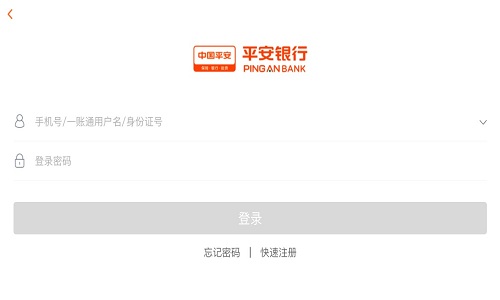 中国平安 平安银行
保险·银行·投资 PING AN BANK
手机号/一账通用户名/身份证号
登录密码
登录
忘记密码 | 快速注册